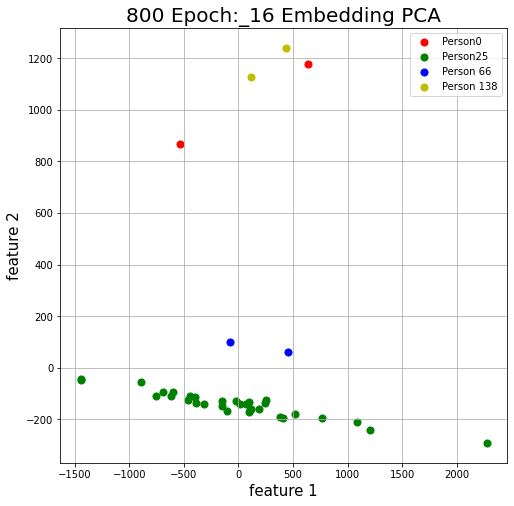 800 Epoch:_16 Embedding PCA
Person0
Person25
Person 66
Person 138
feature 2
1200
1000
800
600
400
200
0
−200
−1500 −1000 −500 0 500 1000 1500 2000
feature 1